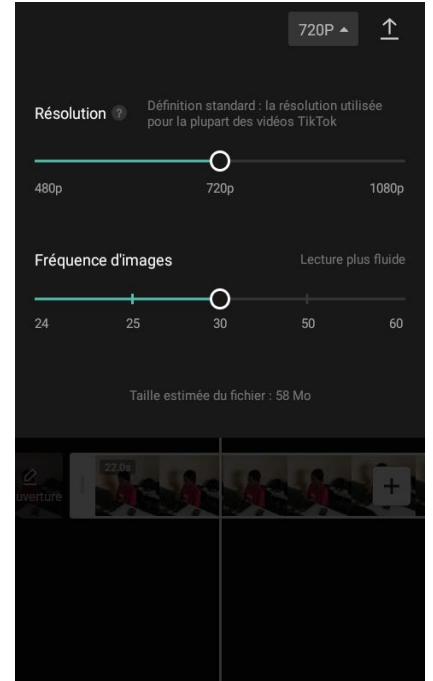 720P
Résolution ?
Définition standard : la résolution utilisée
pour la plupart des vidéos TikTok
480p 720p 1080p
Fréquence d'images
Lecture plus fluide
24 25 30 50 60
Taille estimée du fichier : 58 Mo
22.0s
uverture